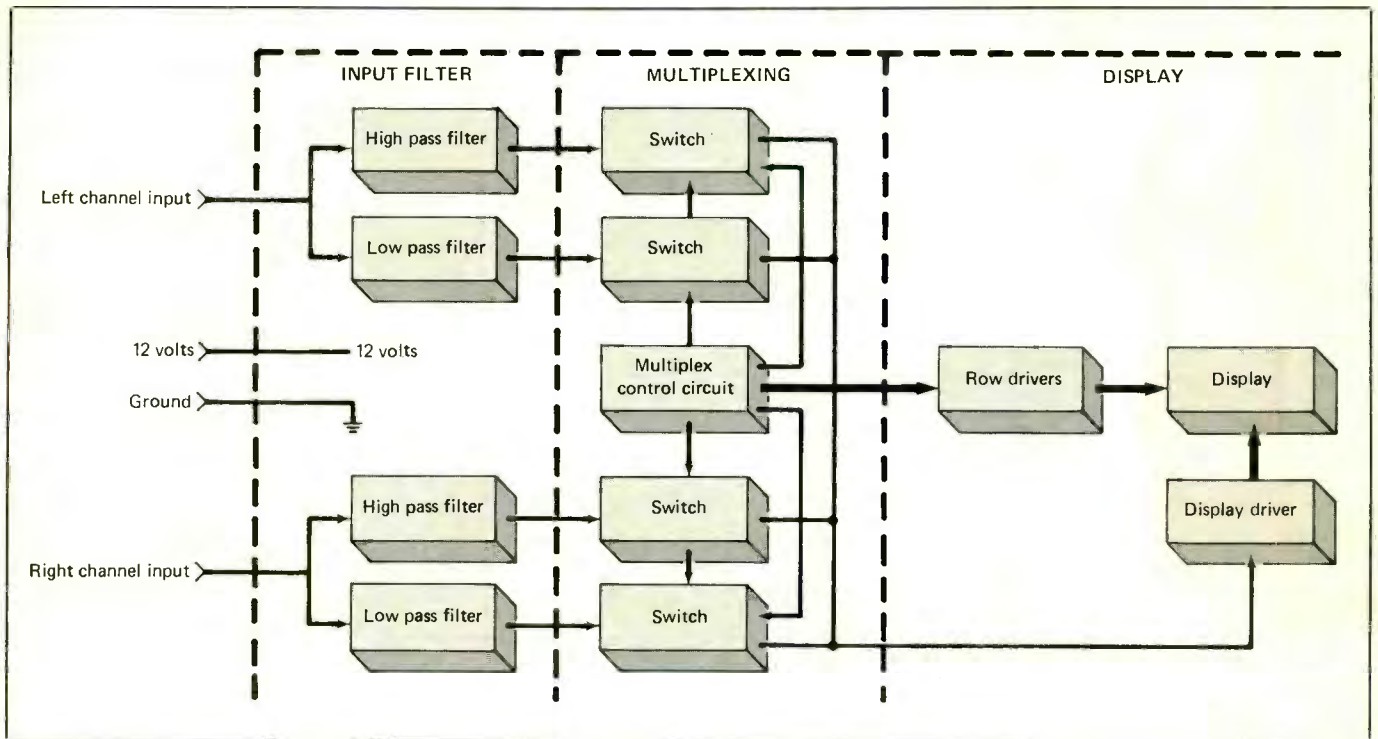 INPUT FILTER
MULTIPLEXING
DISPLAY
High pass filter
Switch
Left channel input
Low pass filter
Switch
12 volts
12 volts
Multiplex
control circuit
Row drivers
Display
Ground
High pass filter
Switch
Display driver
Right channel input
Low pass filter
Switch